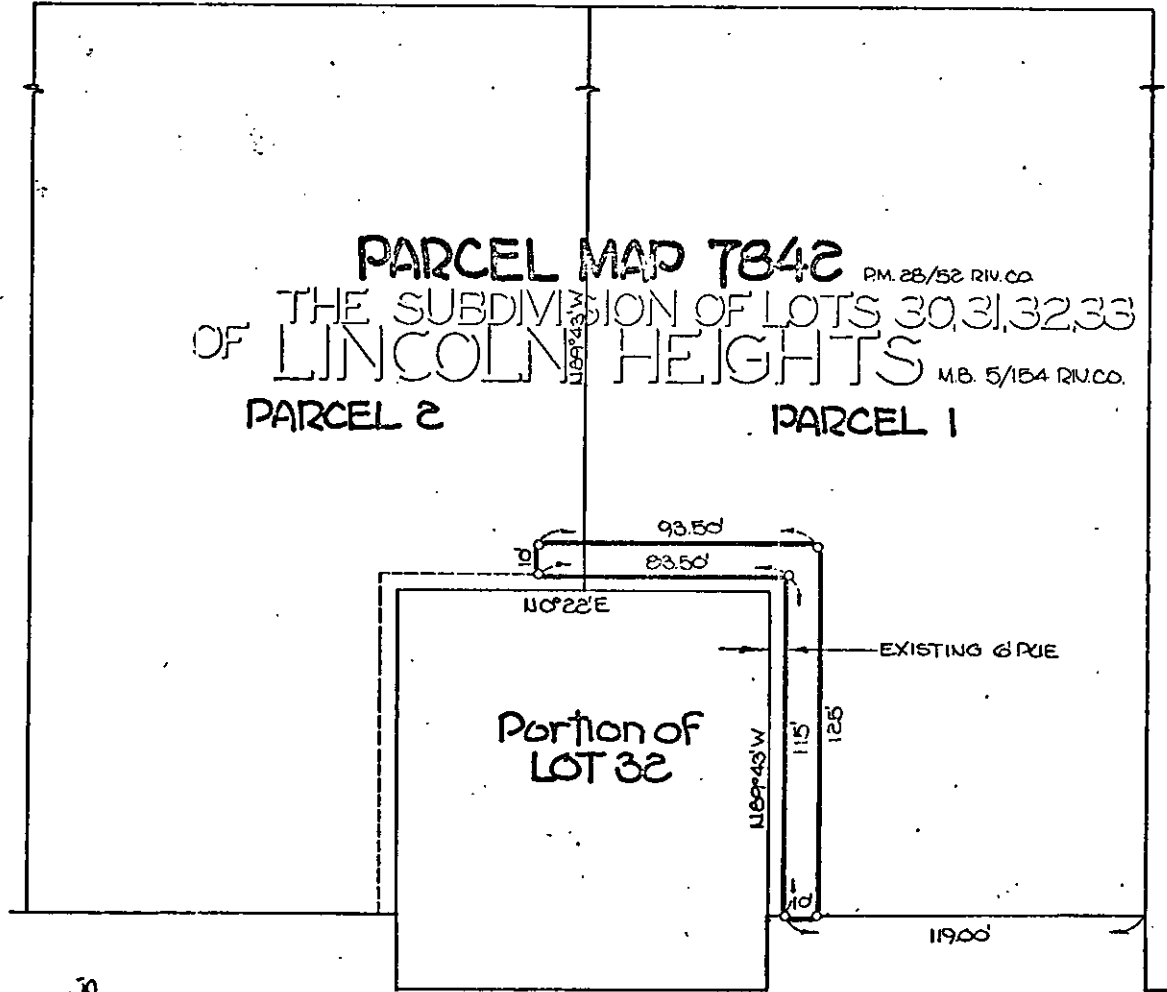 PARCEL MAP 7842 P.M. 28/52 RIV. CO.
THE SUBDIVISION OF LOTS 30,31,32,33
OF LINCOLN HEIGHTS M.B. 5/154 RIV. CO.
N89°43'W
PARCEL 2 PARCEL 1
93.50'
10'
83.50'
N0°22'E
EXISTING 6' PUE
Portion of
LOT 32
N89°43'W
115'
125'
10'
119.00'